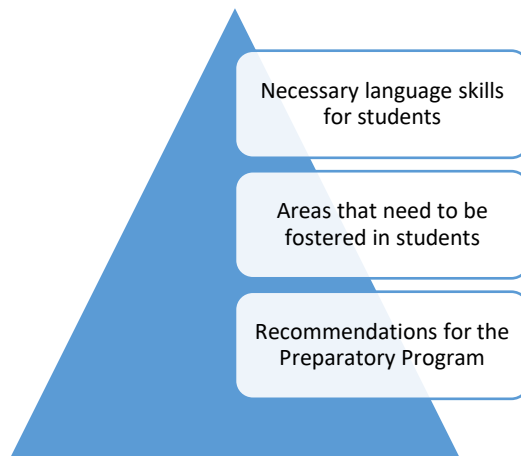 Necessary language skills
for students
Areas that need to be
fostered in students
Recommendations for the
Preparatory Program